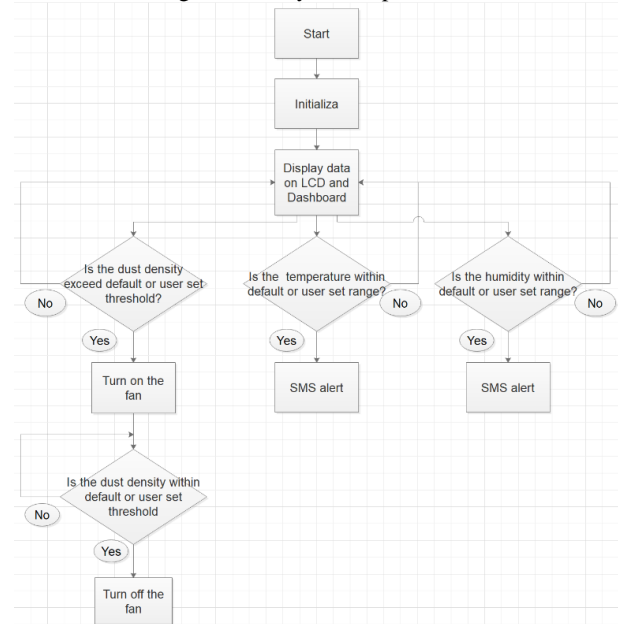 Start
Initializa
Display data
on LCD and
Dashboard
Is the dust density
exceed default or user set
threshold?
No
Yes
Is the temperature within
default or user set range?
No
Yes
Is the humidity within
default or user set range?
No
Yes
Turn on the
fan
SMS alert
SMS alert
Is the dust density within
default or user set
threshold
No
Yes
Turn off the
fan